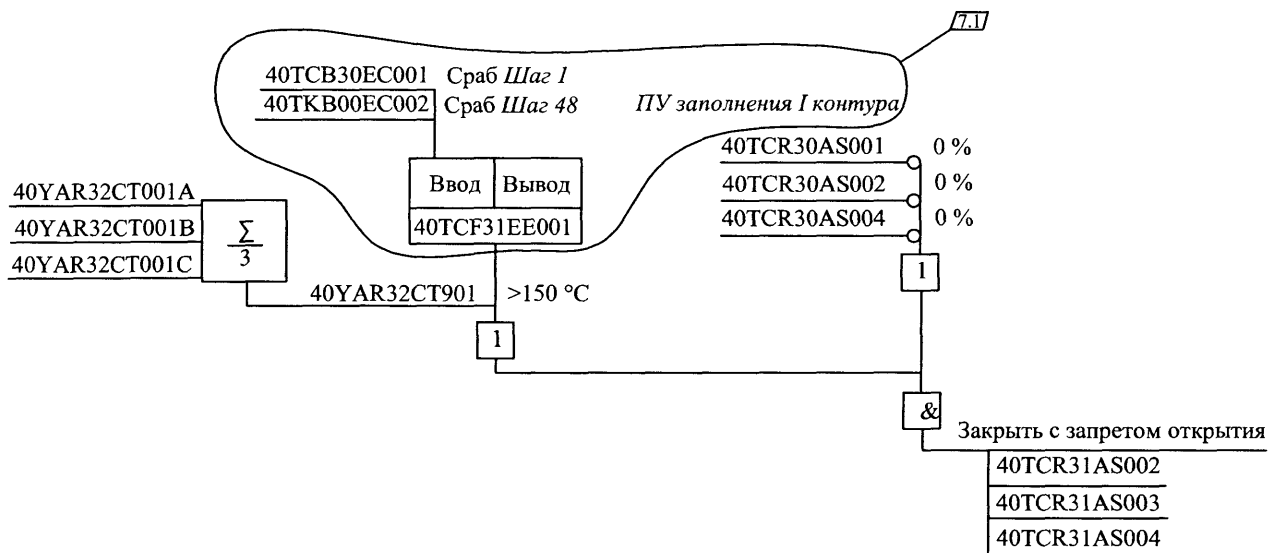 7.1
40TCB30EC001 Сраб Шаг 1
40TKB00EC002 Сраб Шаг 48
ПУ заполнения I контура
40TCR30AS001 0 %
40TCR30AS002 0 %
40TCR30AS004 0 %
Ввод Вывод
40TCF31EE001
40YAR32CT001A
40YAR32CT001B
40YAR32CT001C
Σ
3
40YAR32CT901 >150 °C
1
1
&
Закрыть с запретом открытия
40TCR31AS002
40TCR31AS003
40TCR31AS004